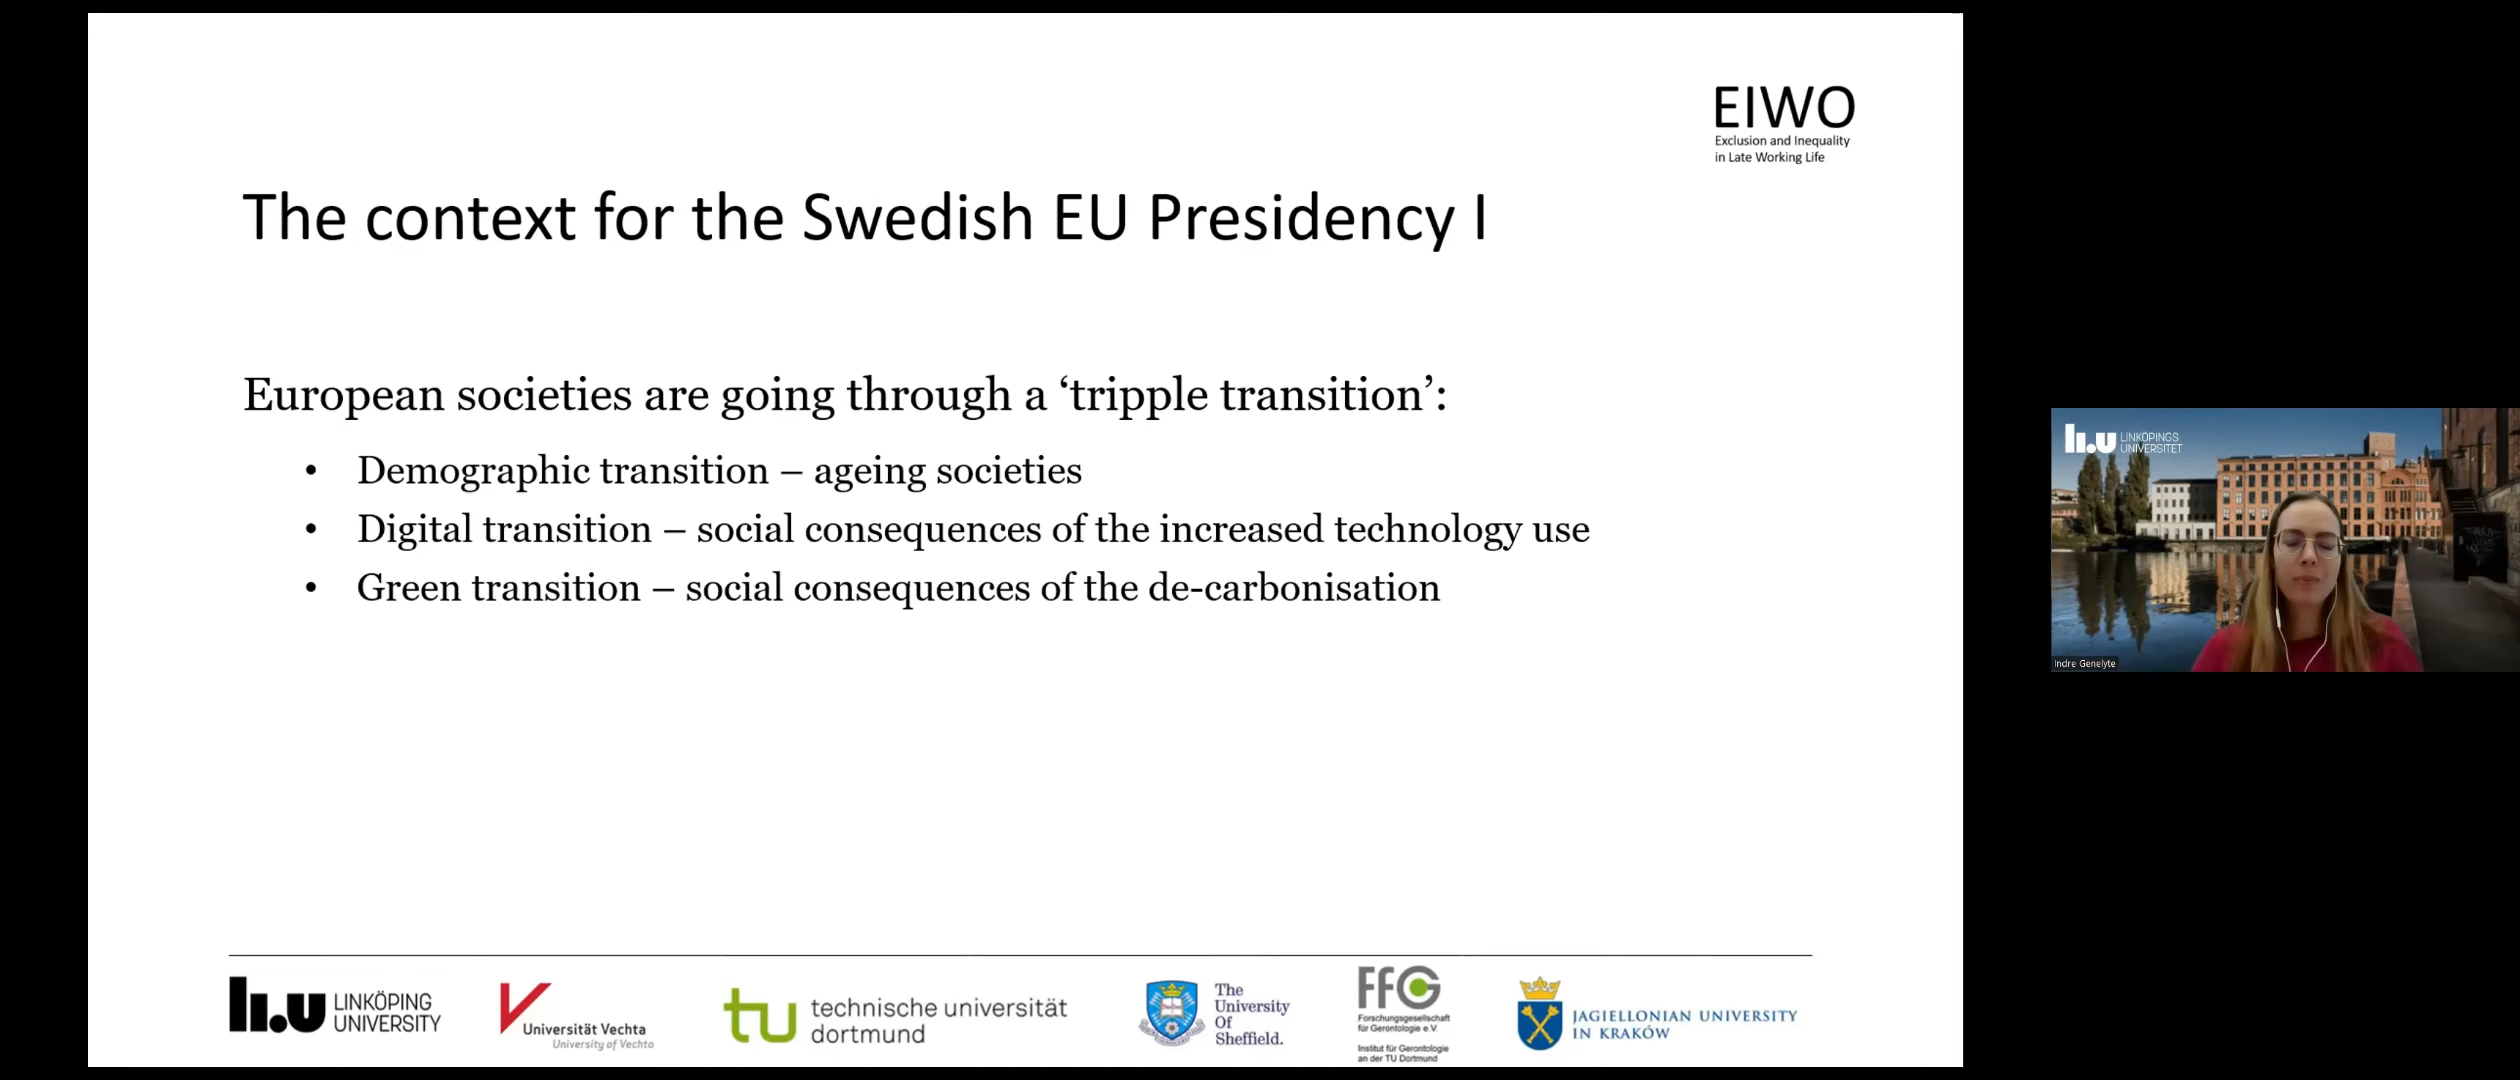 EIWO
Exclusion and Inequality
in Late Working Life
The context for the Swedish EU Presidency I
European societies are going through a ‘tripple transition’:
• Demographic transition – ageing societies
• Digital transition – social consequences of the increased technology use
• Green transition – social consequences of the de-carbonisation
li.u LINKÖPING
UNIVERSITY
Universität Vechta
University of Vechta
tu technische universität
dortmund
The
University
Of
Sheffield.
FFG
Forschungsgesellschaft
für Gerontologie e.V.
Institut für Gerontologie
an der TU Dortmund
JAGIELLONIAN UNIVERSITY
IN KRAKÓW
li.u LINKÖPINGS
UNIVERSITET
Indre Genelyte